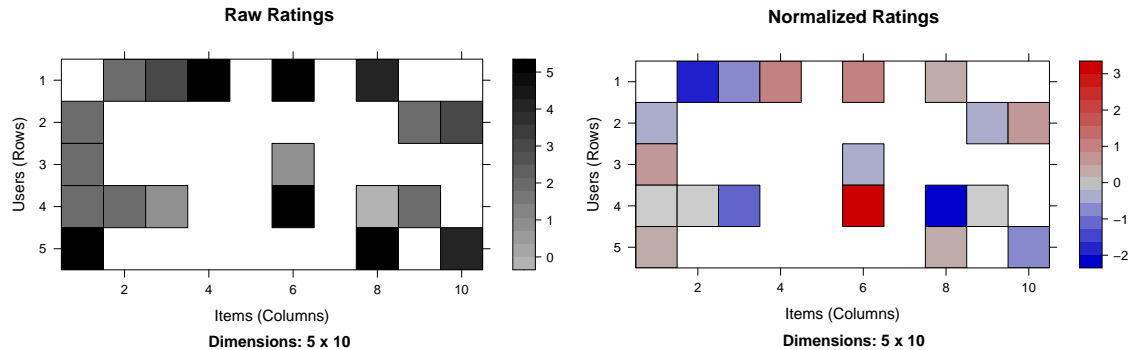 Raw Ratings
Users (Rows)
1
2
3
4
5
2 4 6 8 10
Items (Columns)
Dimensions: 5 x 10
5
4
3
2
1
0
Normalized Ratings
Users (Rows)
1
2
3
4
5
2 4 6 8 10
Items (Columns)
Dimensions: 5 x 10
3
2
1
0
−1
−2